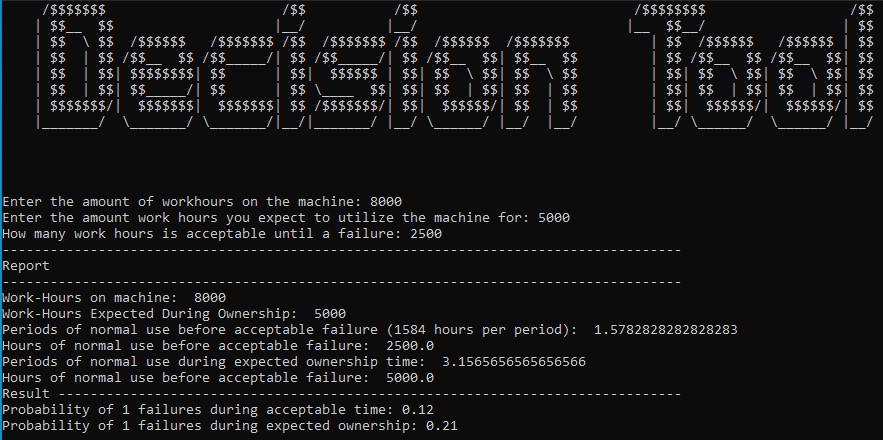 Decision Tool
Enter the amount of workhours on the machine: 8000
Enter the amount work hours you expect to utilize the machine for: 5000
How many work hours is acceptable until a failure: 2500
-------------------------------------------------------------------------------------
Report
-------------------------------------------------------------------------------------
Work-Hours on machine:  8000
Work-Hours Expected During Ownership:  5000
Periods of normal use before acceptable failure (1584 hours per period):  1.5782828282828283
Hours of normal use before acceptable failure:  2500.0
Periods of normal use during expected ownership time:  3.1565656565656566
Hours of normal use before acceptable failure:  5000.0
Result ------------------------------------------------------------------------------
Probability of 1 failures during acceptable time: 0.12
Probability of 1 failures during expected ownership: 0.21